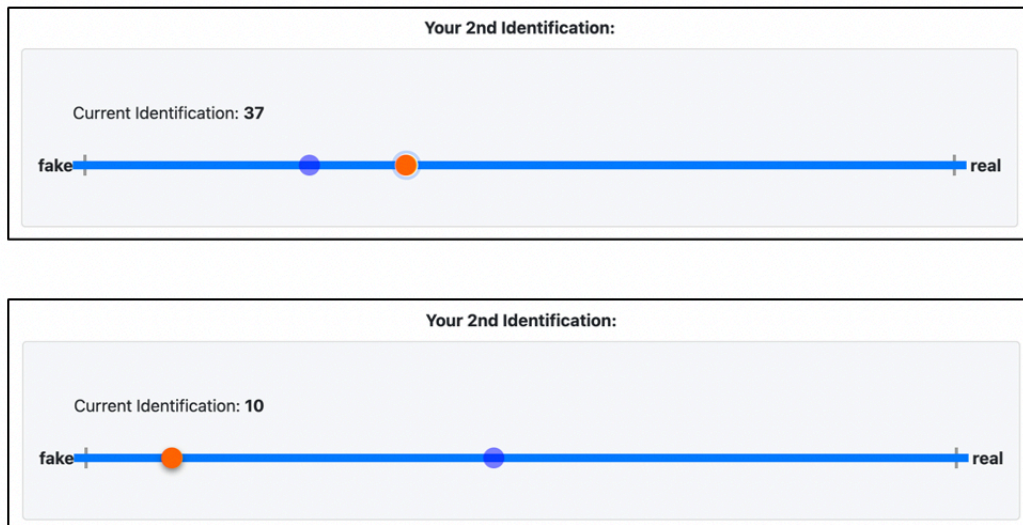 Your 2nd Identification:
Current Identification: 37
fake real
Your 2nd Identification:
Current Identification: 10
fake real